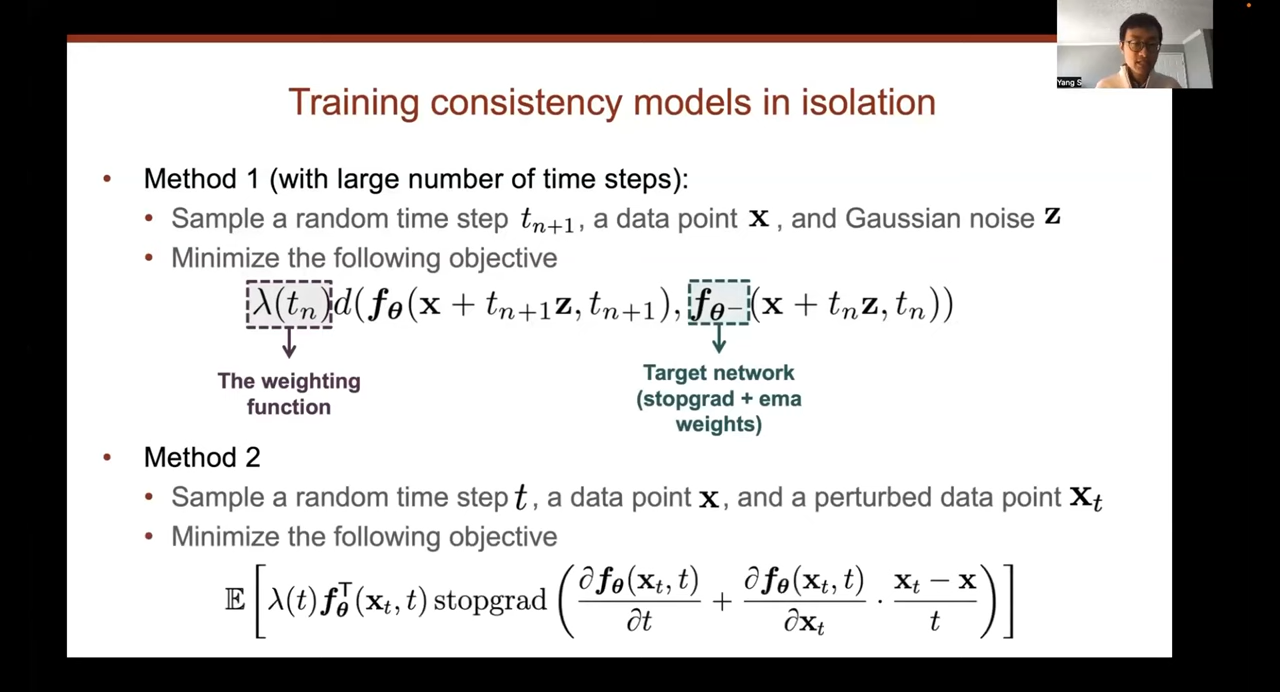 Yang S
Training consistency models in isolation
• Method 1 (with large number of time steps):
• Sample a random time step t_{n+1}, a data point x, and Gaussian noise z
• Minimize the following objective
λ(t_n)d(f_θ(x + t_{n+1}z, t_{n+1}), f_{θ^-}(x + t_n z, t_n))
The weighting
function
Target network
(stopgrad + ema
weights)
• Method 2
• Sample a random time step t, a data point x, and a perturbed data point x_t
• Minimize the following objective
𝔼[λ(t)f_θ^T(x_t, t) stopgrad(∂f_θ(x_t, t)/∂t + ∂f_θ(x_t, t)/∂x_t · (x_t − x)/t)]